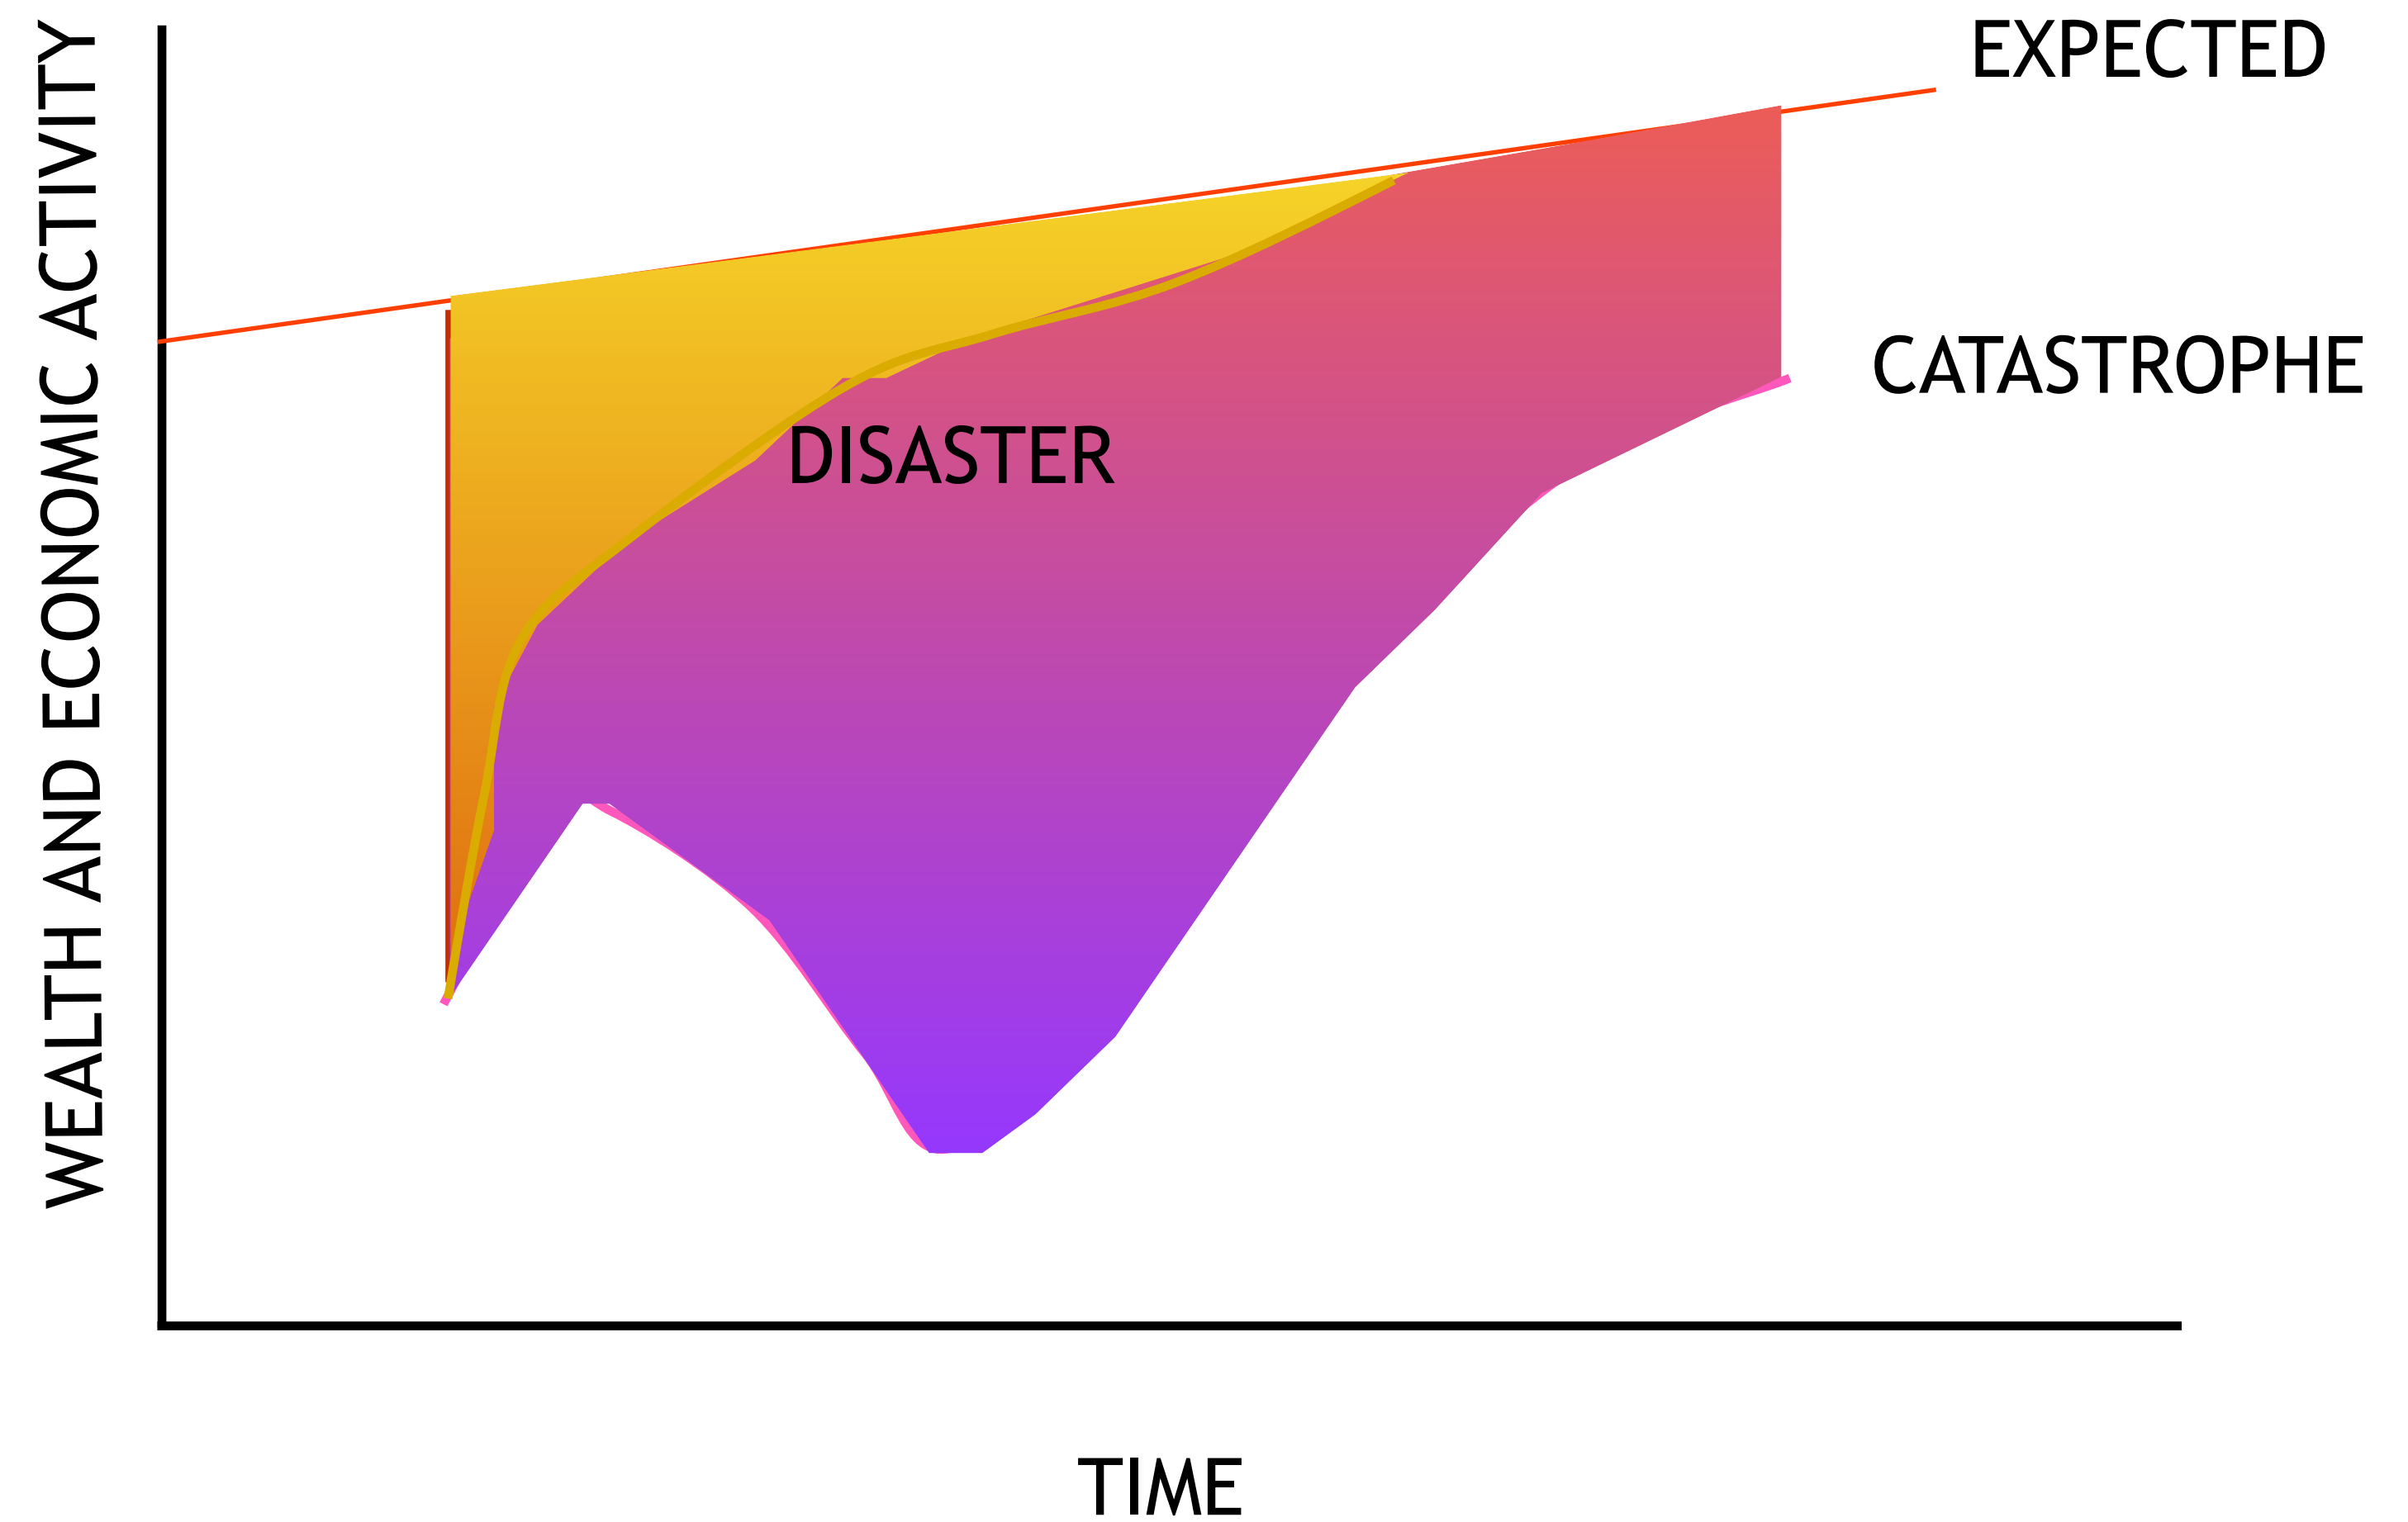 WEALTH AND ECONOMIC ACTIVITY
EXPECTED
CATASTROPHE
DISASTER
TIME